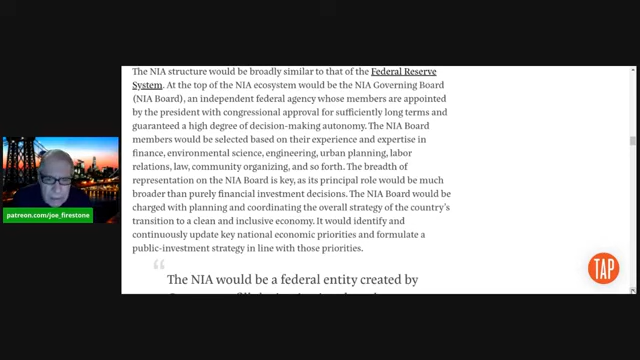 The NIA structure would be broadly similar to that of the Federal Reserve
System. At the top of the NIA ecosystem would be the NIA Governing Board
(NIA Board), an independent federal agency whose members are appointed
by the president with congressional approval for sufficiently long terms and
guaranteed a high degree of decision-making autonomy. The NIA Board
members would be selected based on their experience and expertise in
finance, environmental science, engineering, urban planning, labor
relations, law, community organizing, and so forth. The breadth of
representation on the NIA Board is key, as its principal role would be much
broader than purely financial investment decisions. The NIA Board would be
charged with planning and coordinating the overall strategy of the country's
transition to a clean and inclusive economy. It would identify and
continuously update key national economic priorities and formulate a
public-investment strategy in line with those priorities.
“
The NIA would be a federal entity created by
patreon.com/joe_firestone
TAP